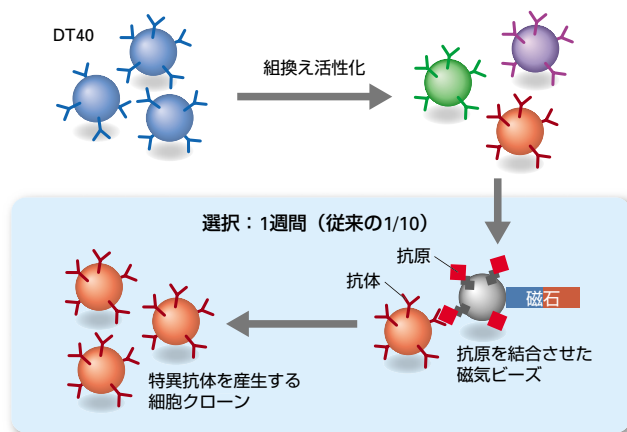 DT40
組換え活性化
選択：1週間（従来の1/10）
抗原
抗体
磁石
抗原を結合させた
磁気ビーズ
特異抗体を産生する
細胞クローン